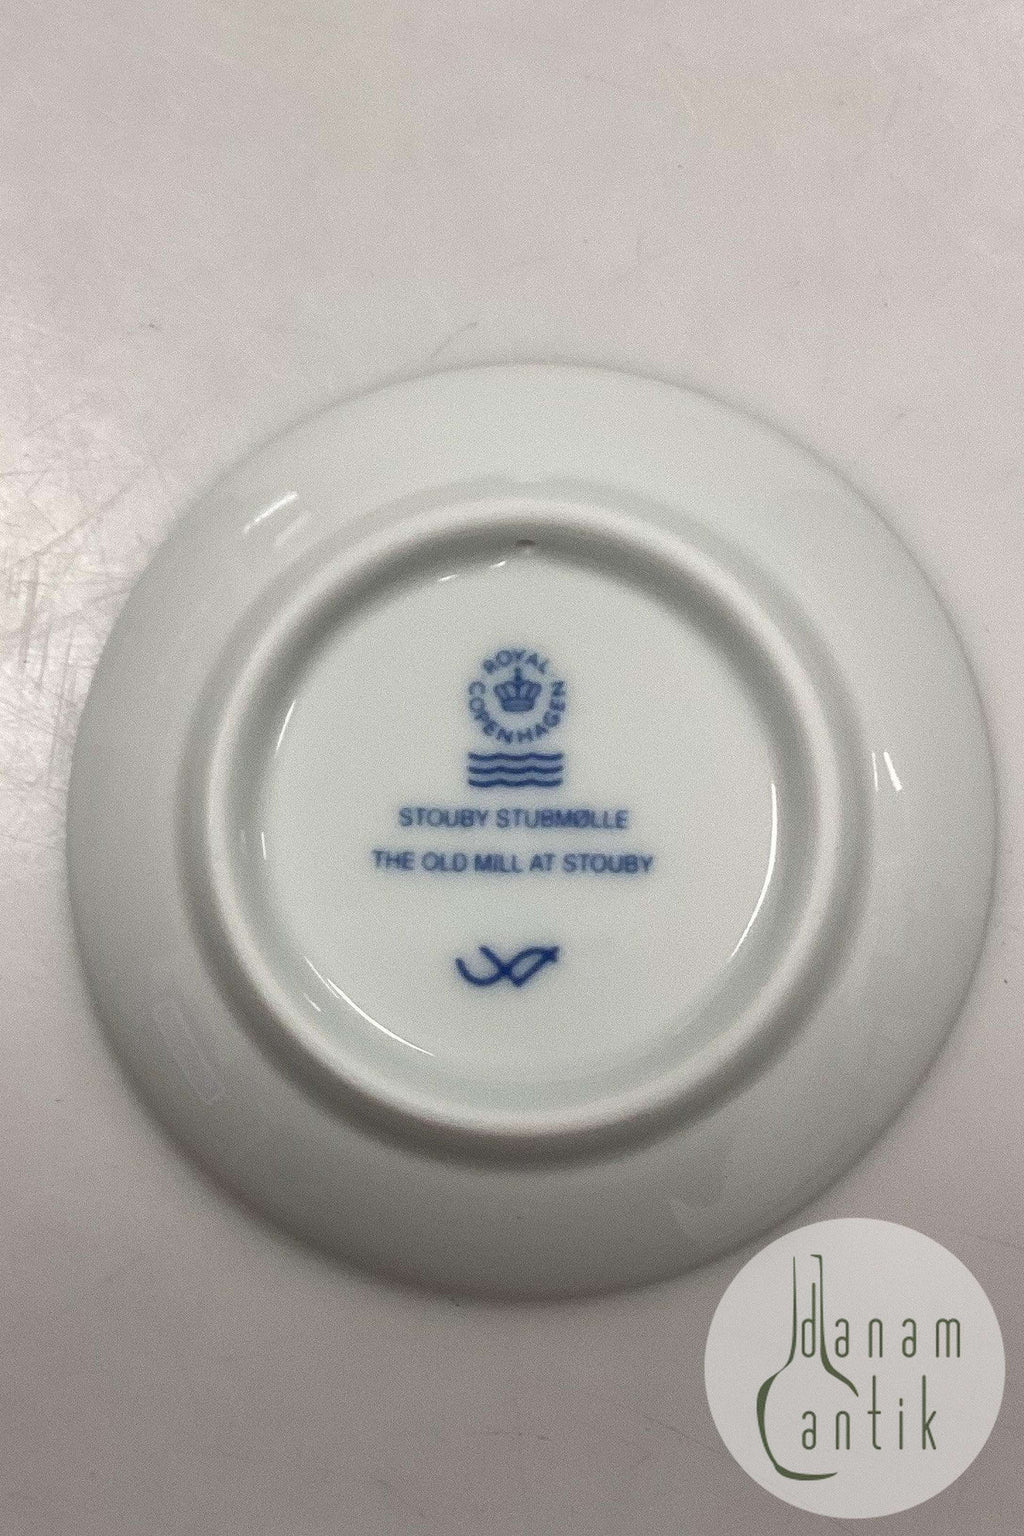 ROYAL
COPENHAGEN
STOUBY STUBMØLLE
THE OLD MILL AT STOUBY
danam
antik